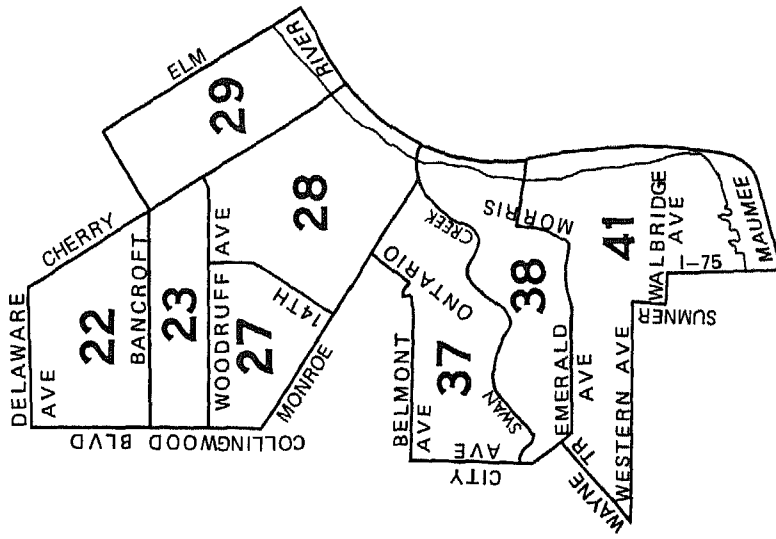 ELM
RIVER
29
CHERRY
DELAWARE
AVE
22
BANCROFT
23
28
WOODRUFF AVE
14TH
27
COLLINGWOOD BLVD
MONROE
BELMONT
AVE
ONTARIO
CREEK
SWAN
37
CITY
AVE
MORRIS
38
EMERALD
AVE
41
WALBRIDGE
AVE
I-75
MAUMEE
SUMNER
WESTERN AVE
WAYNE TR